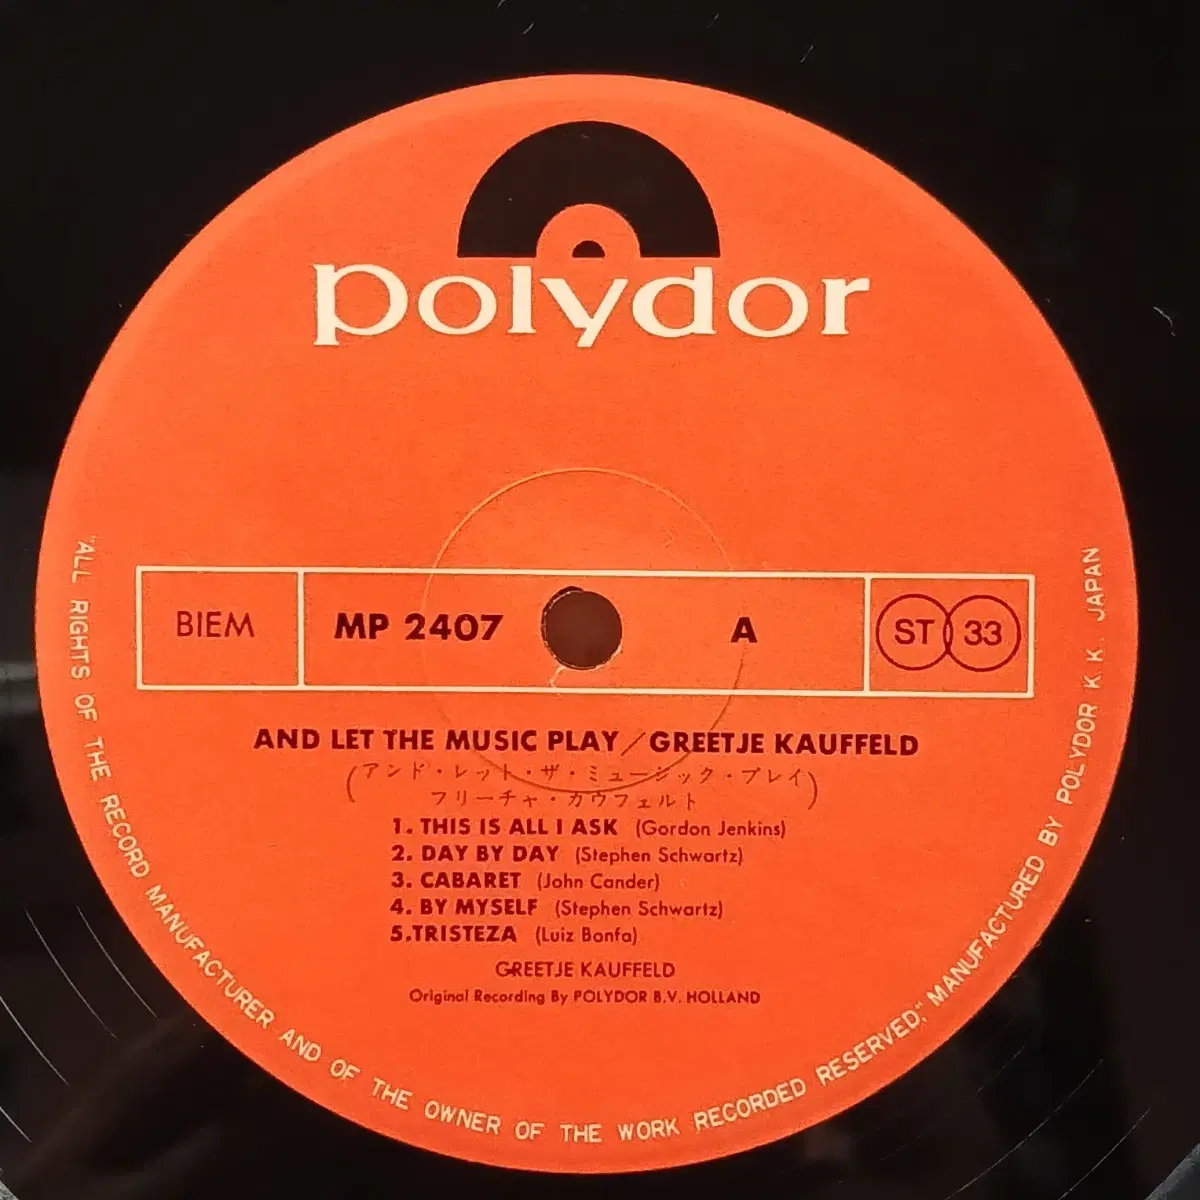 polydor
BIEM
MP 2407
A
ST 33
AND LET THE MUSIC PLAY/GREETJE KAUFFELD
(アンド・レット・ザ・ミュージック・プレイ)
フリーチャ・カウフェルト
1. THIS IS ALL I ASK (Gordon Jenkins)
2. DAY BY DAY (Stephen Schwartz)
3. CABARET (John Cander)
4. BY MYSELF (Stephen Schwartz)
5.TRISTEZA (Luiz Bonfa)
GREETJE KAUFFELD
Original Recording By POLYDOR B.V. HOLLAND
"ALL RIGHTS OF THE RECORD MANUFACTURER AND OF THE OWNER OF THE WORK RECORDED RESERVED," MANUFACTURED BY POLYDOR K.K. JAPAN